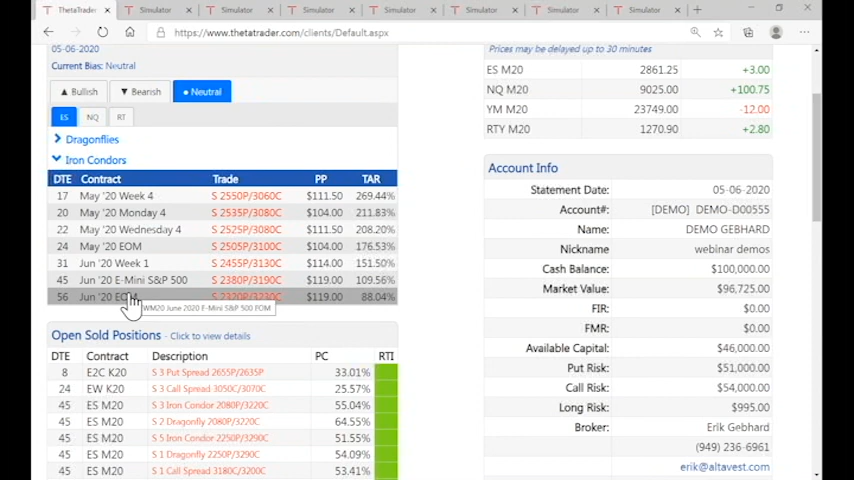 ThetaTrader
Simulator
Simulator
Simulator
Simulator
Simulator
Simulator
Simulator
https://www.thetatrader.com/clients/Default.aspx
05-06-2020
Current Bias: Neutral
▲ Bullish
▼ Bearish
● Neutral
ES
NQ
RT
Dragonflies
Iron Condors
DTE Contract Trade PP TAR
17 May '20 Week 4 S 2550P/3060C $111.50 269.44%
20 May '20 Monday 4 S 2535P/3080C $104.00 211.83%
22 May '20 Wednesday 4 S 2525P/3080C $111.50 208.20%
24 May '20 EOM S 2505P/3100C $104.00 176.53%
31 Jun '20 Week 1 S 2455P/3130C $114.00 151.50%
45 Jun '20 E-Mini S&P 500 S 2380P/3190C $119.00 109.56%
56 Jun '20 EOM S 2320P/3230C $119.00 88.04%
WM20 June 2020 E-Mini S&P 500 EOM
Open Sold Positions - Click to view details
DTE Contract Description PC RTI
8 E2C K20 S 3 Put Spread 2655P/2635P 33.01%
24 EW K20 S 3 Call Spread 3050C/3070C 25.57%
45 ES M20 S 3 Iron Condor 2080P/3220C 55.04%
45 ES M20 S 2 Dragonfly 2080P/3220C 64.55%
45 ES M20 S 5 Iron Condor 2250P/3290C 51.55%
45 ES M20 S 1 Dragonfly 2250P/3290C 54.09%
45 ES M20 S 1 Call Spread 3180C/3200C 53.41%
Prices may be delayed up to 30 minutes
ES M20 2861.25 +3.00
NQ M20 9025.00 +100.75
YM M20 23749.00 -12.00
RTY M20 1270.90 +2.80
Account Info
Statement Date: 05-06-2020
Account#: [DEMO] DEMO-D00555
Name: DEMO GEBHARD
Nickname webinar demos
Cash Balance: $100,000.00
Market Value: $96,725.00
FIR: $0.00
FMR: $0.00
Available Capital: $46,000.00
Put Risk: $51,000.00
Call Risk: $54,000.00
Long Risk: $995.00
Broker: Erik Gebhard
(949) 236-6961
erik@altavest.com